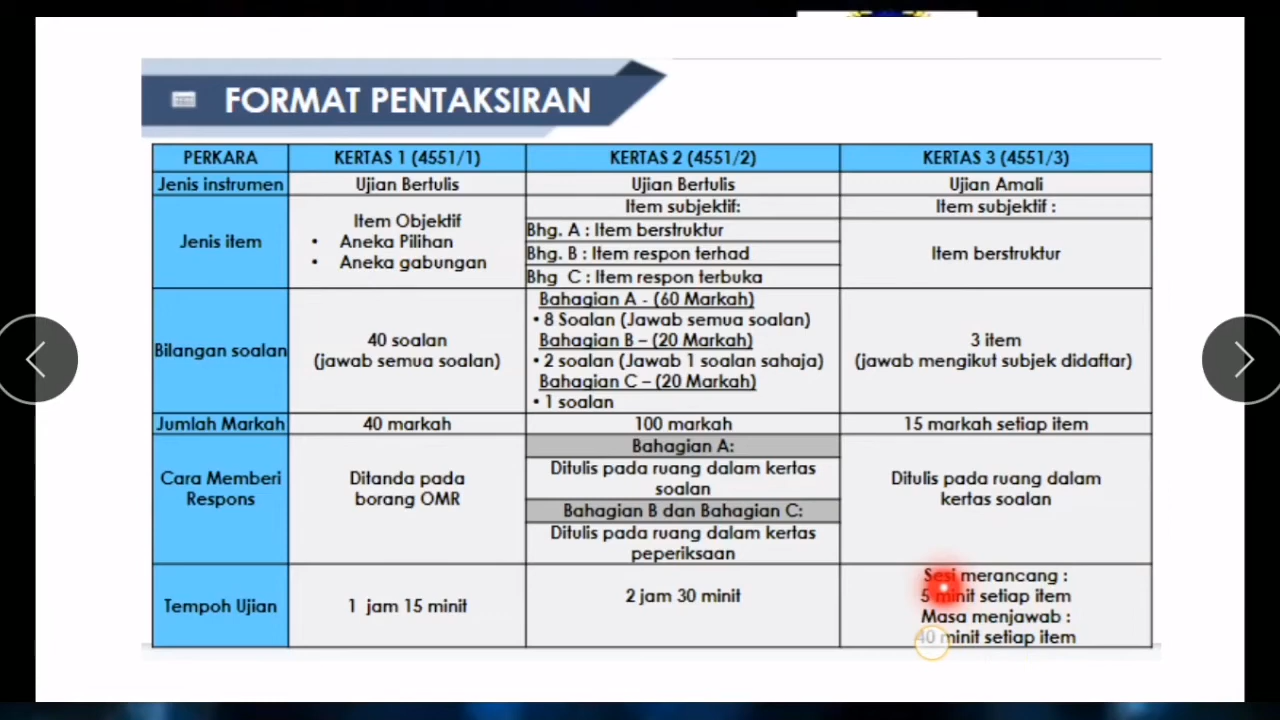 FORMAT PENTAKSIRAN
PERKARA
KERTAS 1 (4551/1)
KERTAS 2 (4551/2)
KERTAS 3 (4551/3)
Jenis instrumen
Ujian Bertulis
Ujian Bertulis
Ujian Amali
Jenis item
Item Objektif
• Aneka Pilihan
• Aneka gabungan
Item subjektif:
Bhg. A : Item berstruktur
Bhg. B : Item respon terhad
Bhg C : Item respon terbuka
Item subjektif :
Item berstruktur
Bilangan soalan
40 soalan
(jawab semua soalan)
Bahagian A - (60 Markah)
• 8 Soalan (Jawab semua soalan)
Bahagian B – (20 Markah)
• 2 soalan (Jawab 1 soalan sahaja)
Bahagian C – (20 Markah)
• 1 soalan
3 item
(jawab mengikut subjek didaftar)
Jumlah Markah
40 markah
100 markah
15 markah setiap item
Cara Memberi
Respons
Ditanda pada
borang OMR
Bahagian A:
Ditulis pada ruang dalam kertas
soalan
Bahagian B dan Bahagian C:
Ditulis pada ruang dalam kertas
peperiksaan
Ditulis pada ruang dalam
kertas soalan
Tempoh Ujian
1 jam 15 minit
2 jam 30 minit
Sesi merancang :
5 minit setiap item
Masa menjawab :
40 minit setiap item